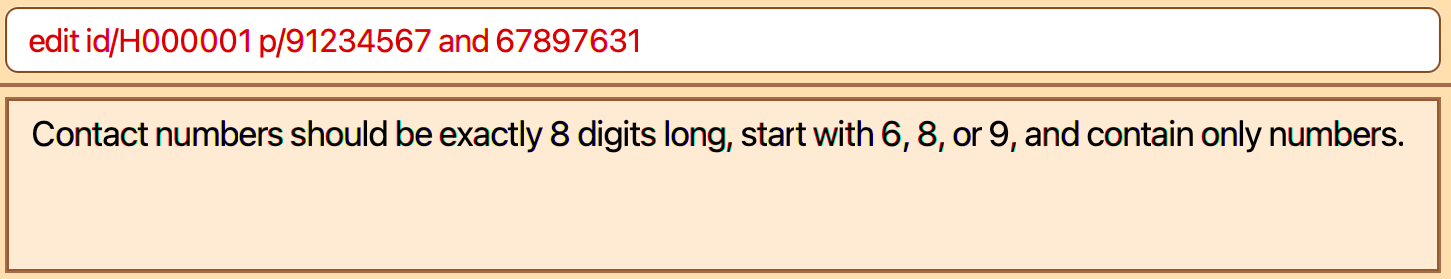 edit id/H000001 p/91234567 and 67897631
Contact numbers should be exactly 8 digits long, start with 6, 8, or 9, and contain only numbers.